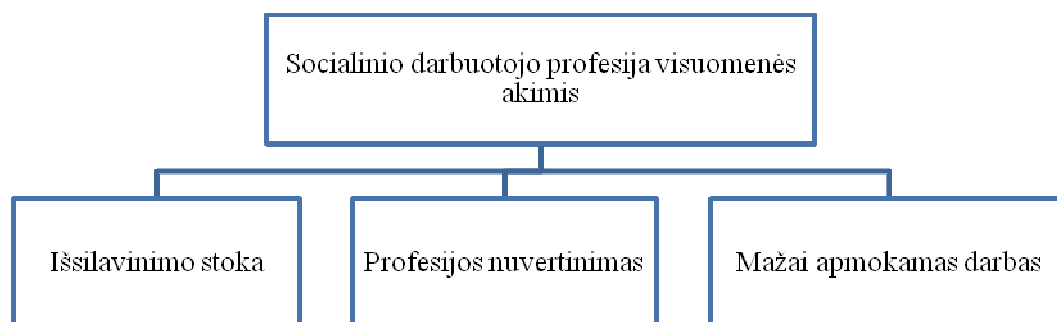 Socialinio darbuotojo profesija visuomenės
akimis
Išsilavinimo stoka
Profesijos nuvertinimas
Mažai apmokamas darbas